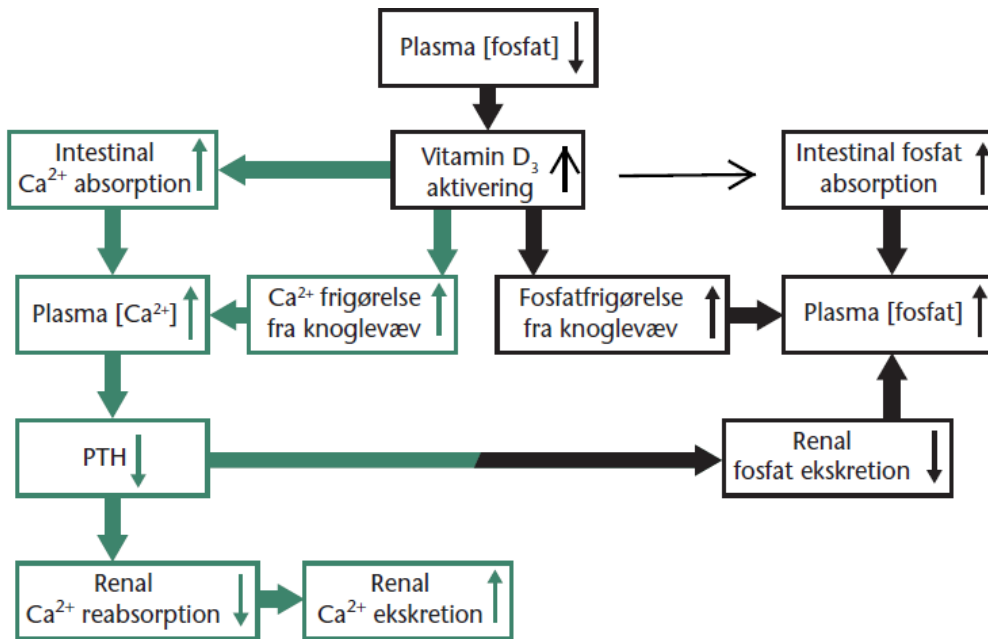 Plasma [fosfat]
Intestinal
Ca²⁺ absorption
Vitamin D₃
aktivering
Intestinal fosfat
absorption
Plasma [Ca²⁺]
Ca²⁺ frigørelse
fra knoglevæv
Fosfatfrigørelse
fra knoglevæv
Plasma [fosfat]
PTH
Renal
fosfat ekskretion
Renal
Ca²⁺ reabsorption
Renal
Ca²⁺ ekskretion